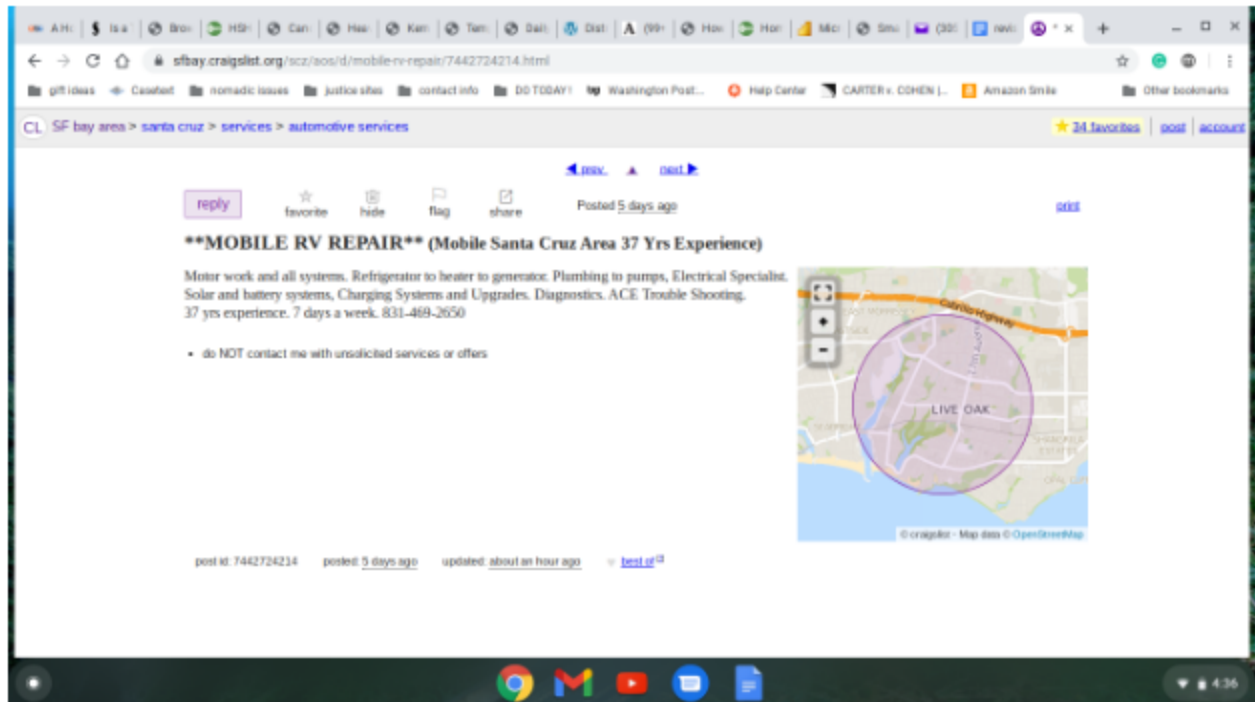 sfbay.craigslist.org/scz/aos/d/mobile-rv-repair/7442724214.html
gift ideas Casetext nomadic issues justice sites contact info DO TODAY! Washington Post... Help Center CARTER v. COHEN |... Amazon Smile Other bookmarks
CL SF bay area > santa cruz > services > automotive services 34 favorites post account
prev next
reply favorite hide flag share Posted 5 days ago print
**MOBILE RV REPAIR** (Mobile Santa Cruz Area 37 Yrs Experience)
Motor work and all systems. Refrigerator to heater to generator. Plumbing to pumps, Electrical Specialist.
Solar and battery systems, Charging Systems and Upgrades. Diagnostics. ACE Trouble Shooting.
37 yrs experience. 7 days a week. 831-469-2650
do NOT contact me with unsolicited services or offers
Cabrillo Highway
LIVE OAK
© craigslist - Map data © OpenStreetMap
post id: 7442724214 posted: 5 days ago updated: about an hour ago best of
4:36